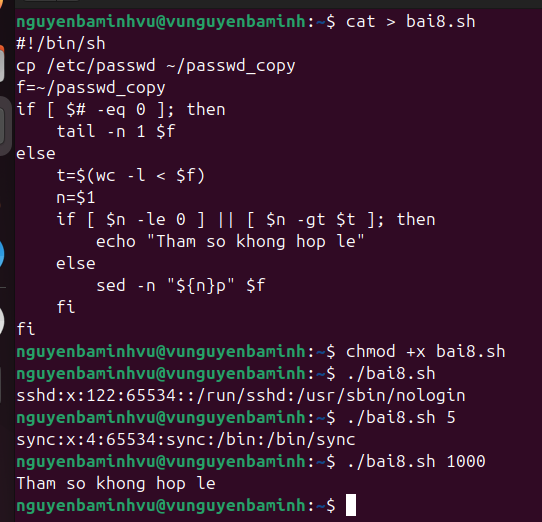 nguyenbaminhvu@vunguyenbaminh:~$ cat > bai8.sh
#!/bin/sh
cp /etc/passwd ~/passwd_copy
f=~/passwd_copy
if [ $# -eq 0 ]; then
    tail -n 1 $f
else
    t=$(wc -l < $f)
    n=$1
    if [ $n -le 0 ] || [ $n -gt $t ]; then
        echo "Tham so khong hop le"
    else
        sed -n "${n}p" $f
    fi
fi
nguyenbaminhvu@vunguyenbaminh:~$ chmod +x bai8.sh
nguyenbaminhvu@vunguyenbaminh:~$ ./bai8.sh
sshd:x:122:65534::/run/sshd:/usr/sbin/nologin
nguyenbaminhvu@vunguyenbaminh:~$ ./bai8.sh 5
sync:x:4:65534:sync:/bin:/bin/sync
nguyenbaminhvu@vunguyenbaminh:~$ ./bai8.sh 1000
Tham so khong hop le
nguyenbaminhvu@vunguyenbaminh:~$